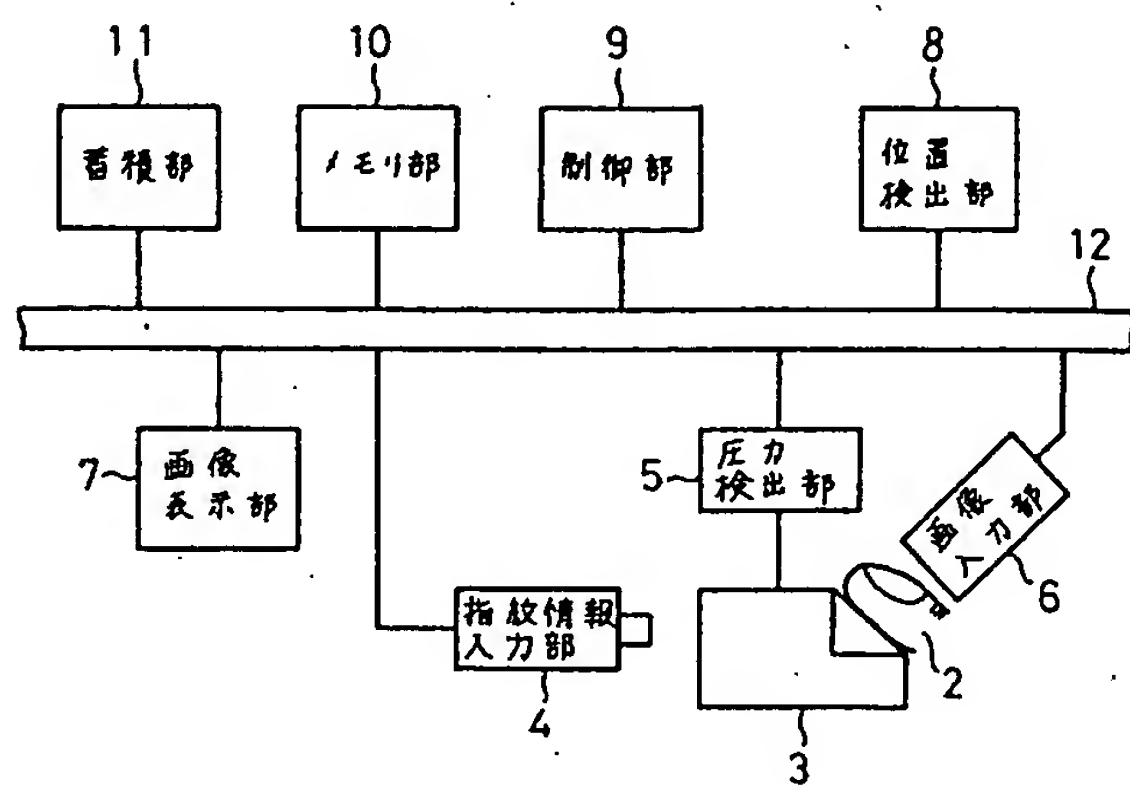 11
10
9
8
蓄積部
メモリ部
制御部
位置
検出部
12
7
画像
表示部
5
圧力
検出部
画像
入力部
6
指紋情報
入力部
4
2
3